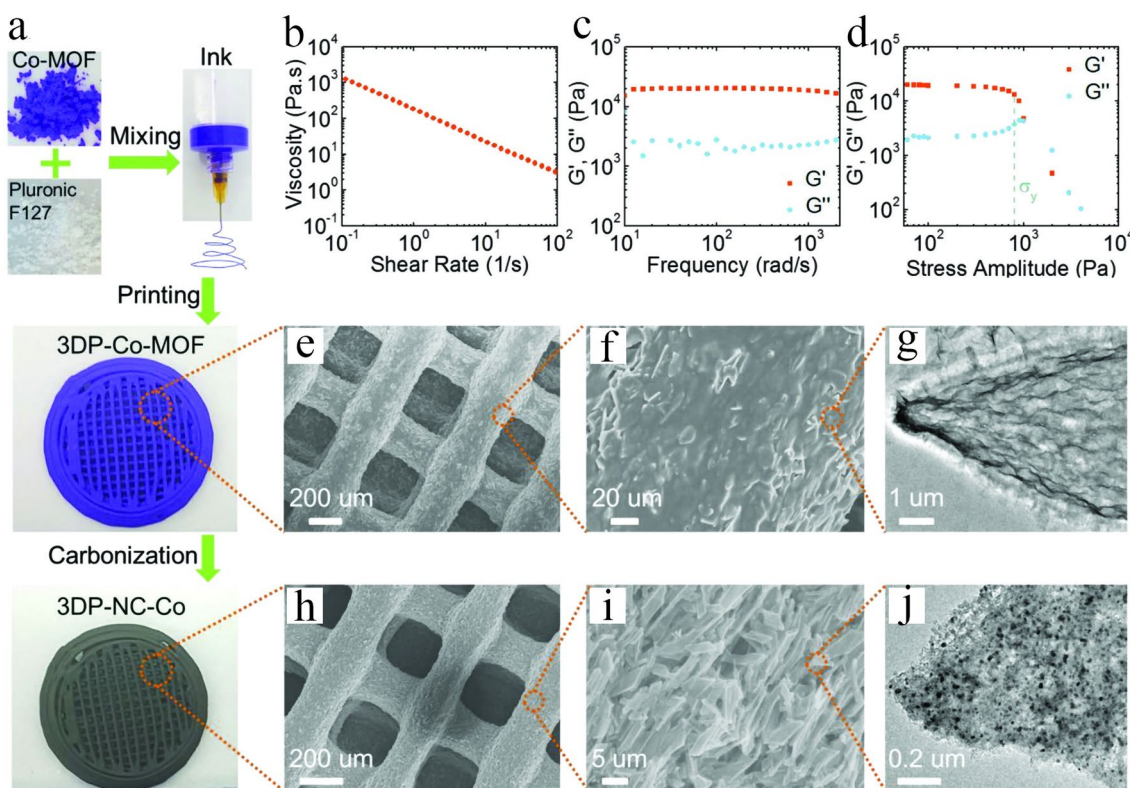 a
Co-MOF
Mixing
Pluronic
F127
Ink
Printing
b
Viscosity (Pa.s)
10⁴
10³
10²
10¹
10⁰
10⁻¹
10⁻¹ 10⁰ 10¹ 10²
Shear Rate (1/s)
c
G', G" (Pa)
10⁵
10⁴
10³
10²
G'
G"
10¹ 10² 10³
Frequency (rad/s)
d
G', G" (Pa)
10⁵
10⁴
10³
10²
G'
G"
σy
10² 10³ 10⁴
Stress Amplitude (Pa)
3DP-Co-MOF
e
200 um
f
20 um
g
1 um
Carbonization
3DP-NC-Co
h
200 um
i
5 um
j
0.2 um